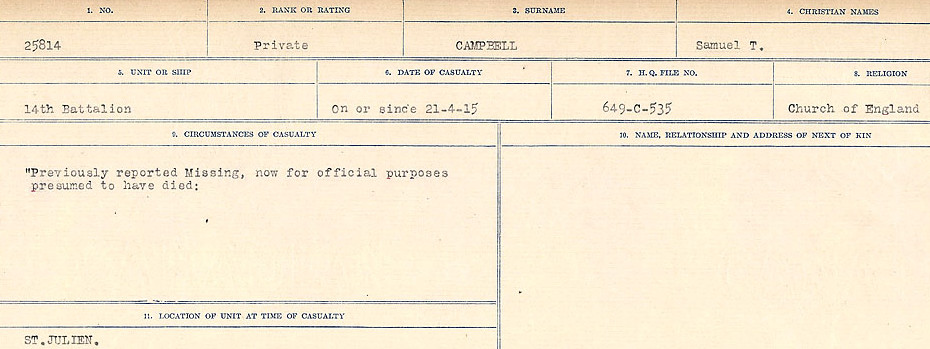 1. NO. 2. RANK OR RATING 3. SURNAME 4. CHRISTIAN NAMES
25814 Private CAMPBELL Samuel T.
5. UNIT OR SHIP 6. DATE OF CASUALTY 7. H.Q. FILE NO. 8. RELIGION
14th Battalion On or since 21-4-15 649-C-535 Church of England
9. CIRCUMSTANCES OF CASUALTY 10. NAME, RELATIONSHIP AND ADDRESS OF NEXT OF KIN
"Previously reported Missing, now for official purposes
presumed to have died:
11. LOCATION OF UNIT AT TIME OF CASUALTY
ST.JULIEN.